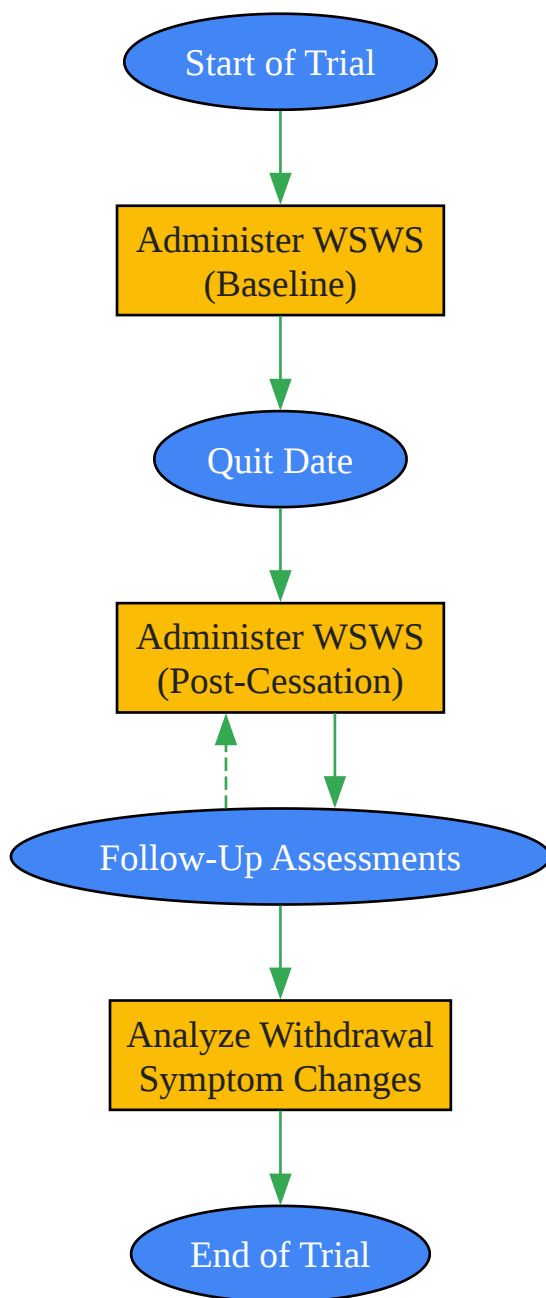 Start of Trial
Administer WSWS
(Baseline)
Quit Date
Administer WSWS
(Post-Cessation)
Follow-Up Assessments
Analyze Withdrawal
Symptom Changes
End of Trial